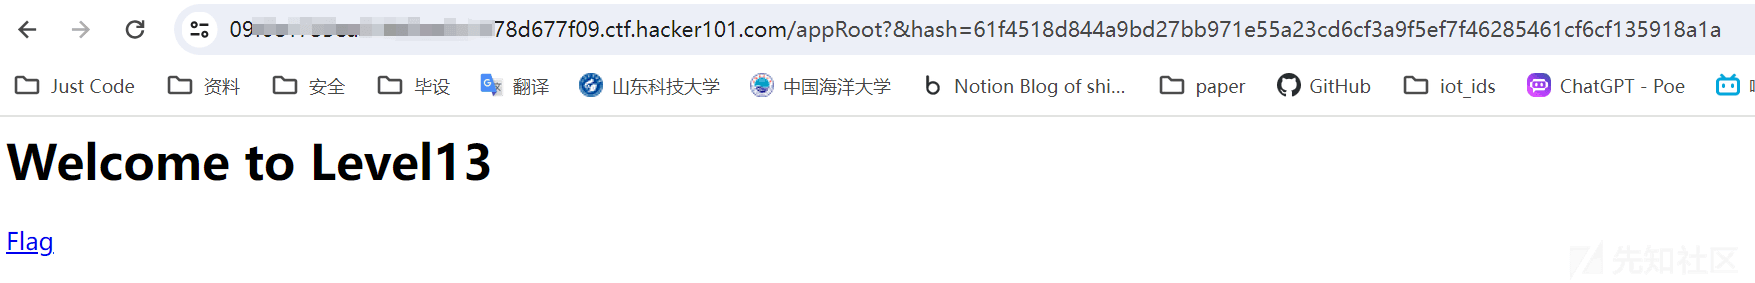 78d677f09.ctf.hacker101.com/appRoot?&hash=61f4518d844a9bd27bb971e55a23cd6cf3a9f5ef7f46285461cf6cf135918a1a
Just Code 资料 安全 毕设 翻译 山东科技大学 中国海洋大学 Notion Blog of shi... paper GitHub iot_ids ChatGPT - Poe
Welcome to Level13
Flag
先知社区